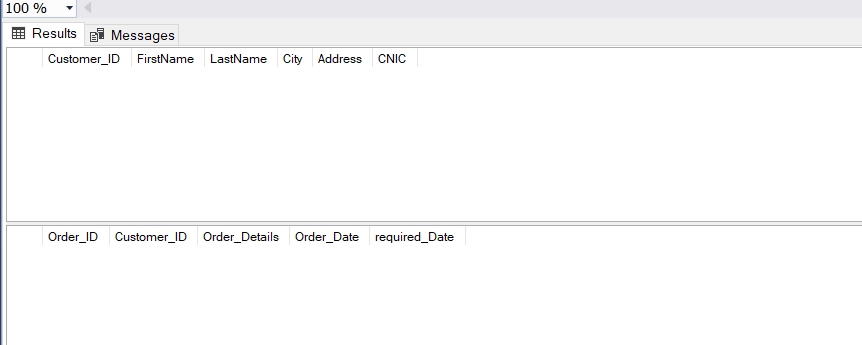 100 %
Results Messages
Customer_ID FirstName LastName City Address CNIC
Order_ID Customer_ID Order_Details Order_Date required_Date